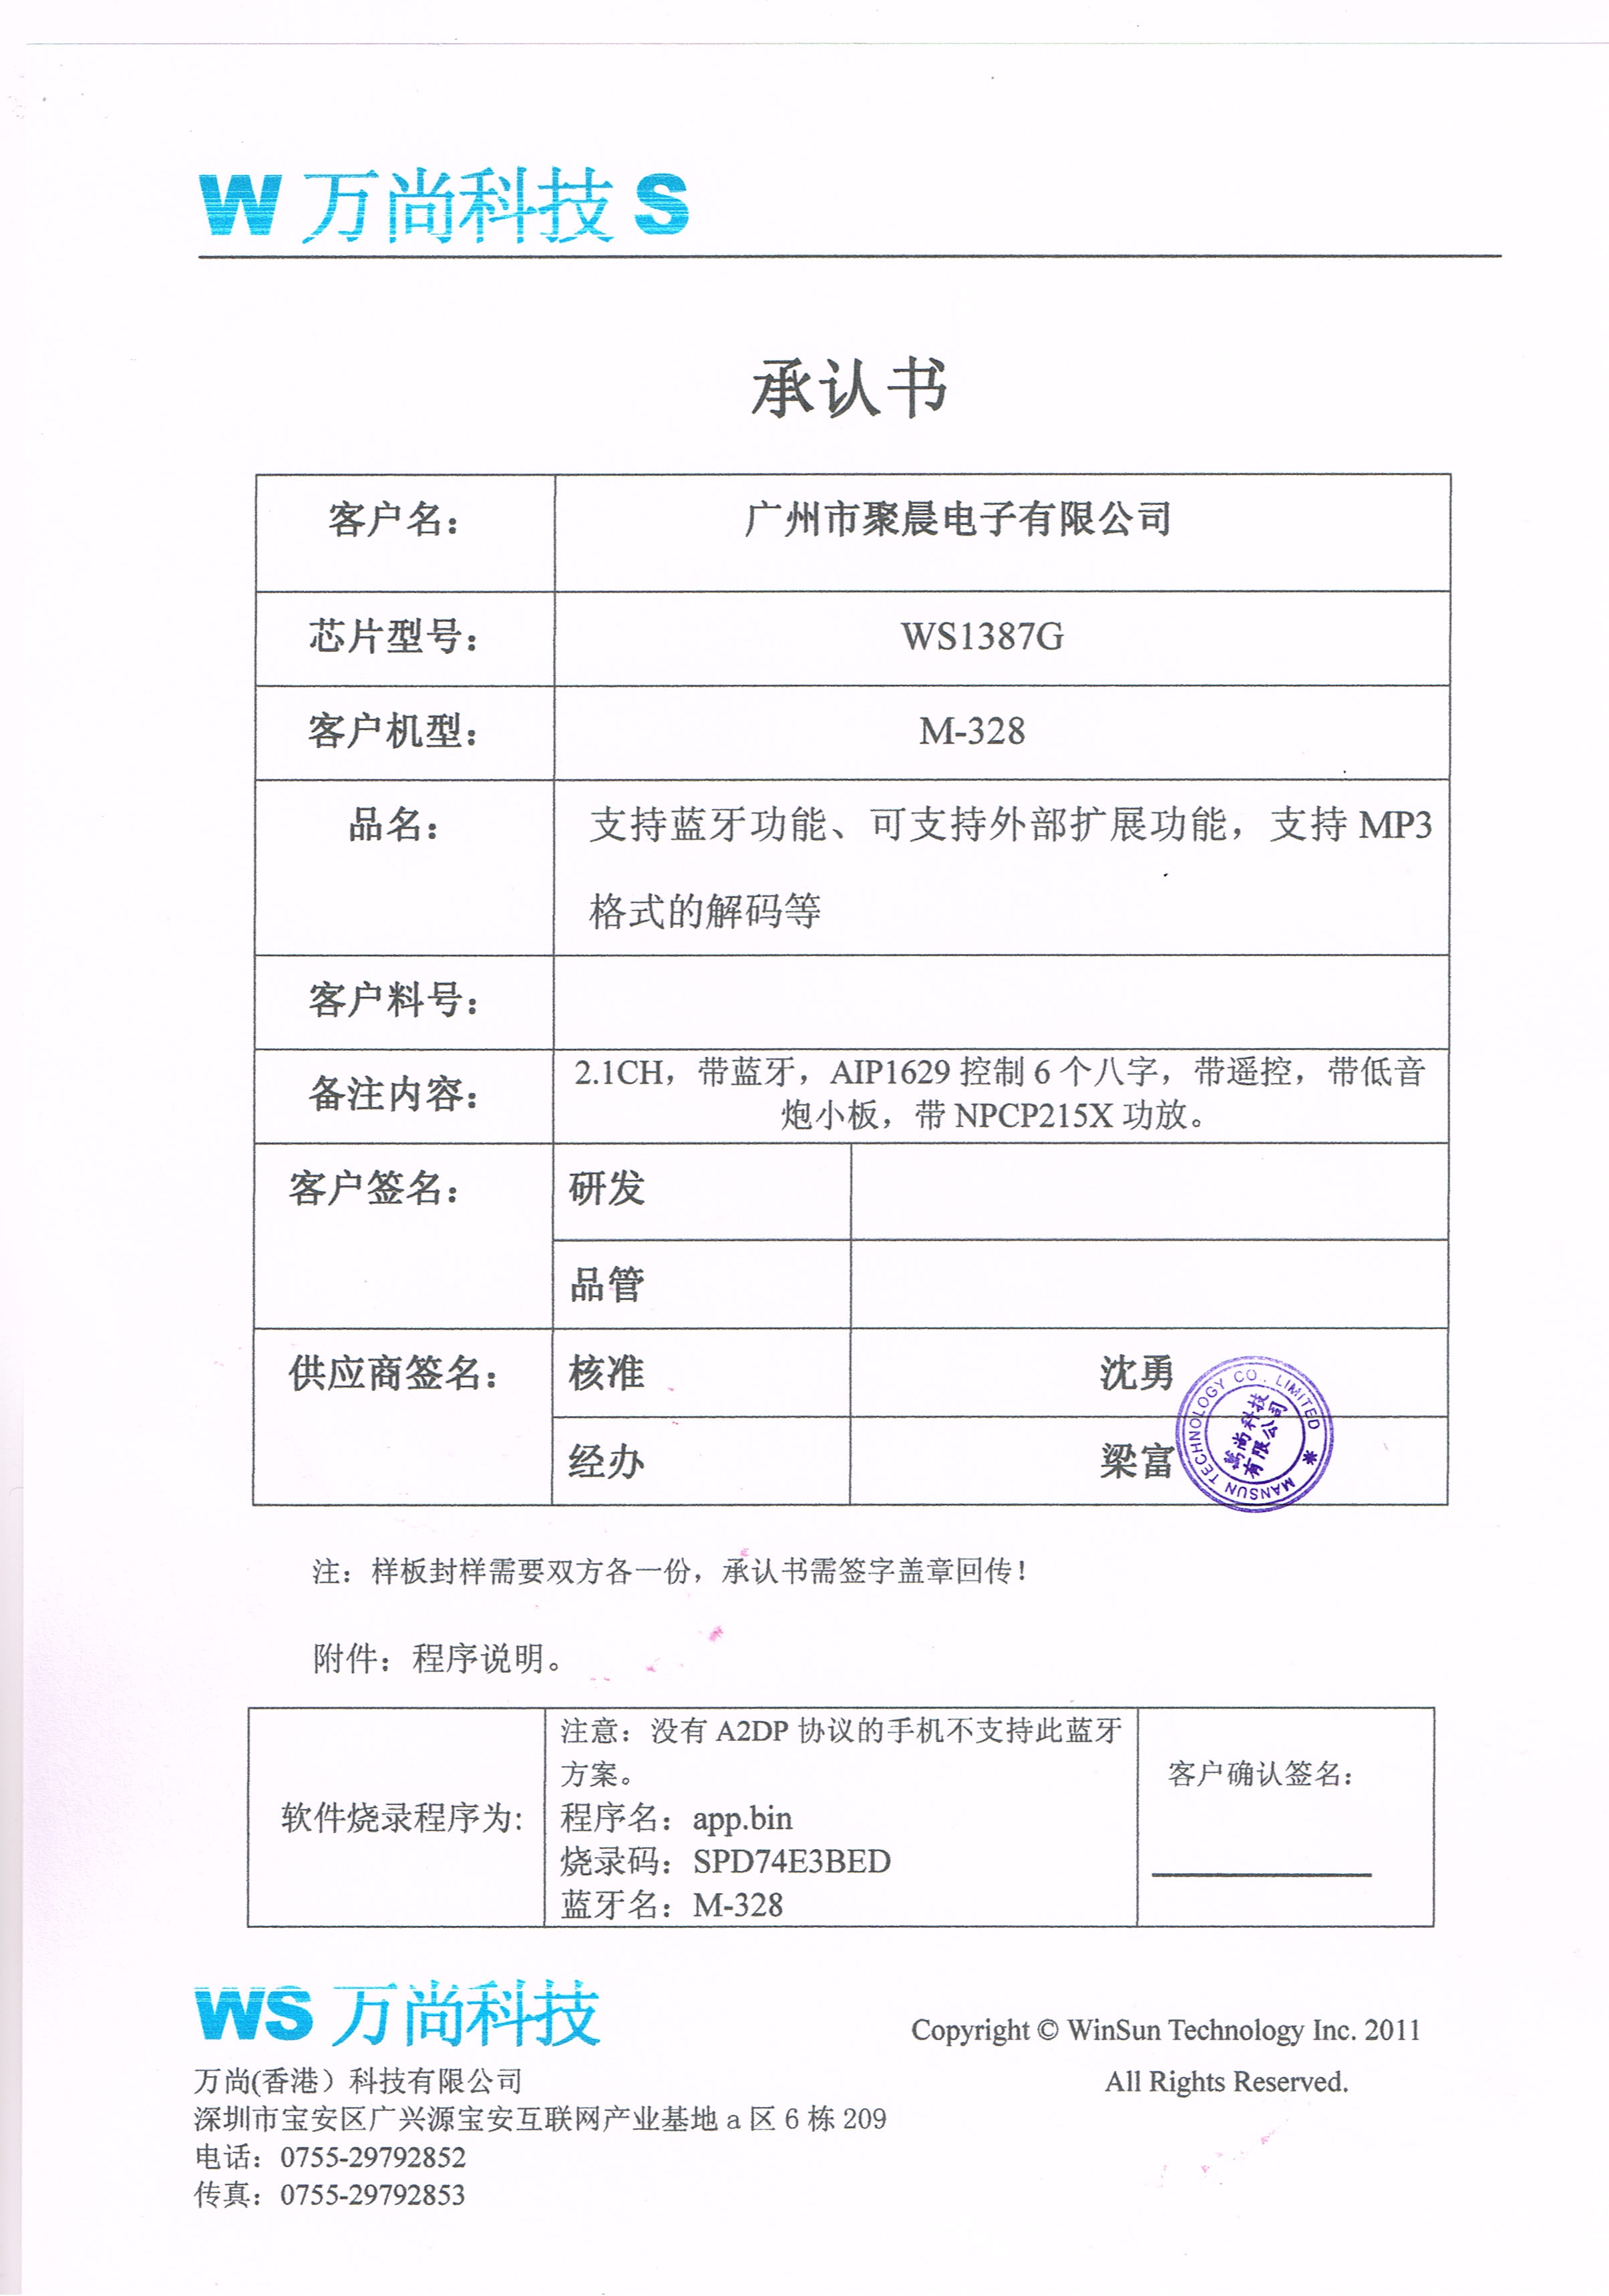 W 万尚科技 S
承认书
客户名：
广州市聚晨电子有限公司
芯片型号：
WS1387G
客户机型：
M-328
品名：
支持蓝牙功能、可支持外部扩展功能，支持 MP3
格式的解码等
客户料号：
备注内容：
2.1CH，带蓝牙，AIP1629 控制 6 个八字，带遥控，带低音
炮小板，带 NPCP215X 功放。
客户签名：
研发
品管
供应商签名：
核准
沈勇
经办
梁富
MANSUN TECHNOLOGY CO. LIMITED
尚科技
有限公司
注：样板封样需要双方各一份，承认书需签字盖章回传！
附件：程序说明。
软件烧录程序为:
注意：没有 A2DP 协议的手机不支持此蓝牙
方案。
程序名：app.bin
烧录码：SPD74E3BED
蓝牙名：M-328
客户确认签名：
WS 万尚科技
Copyright © WinSun Technology Inc. 2011
All Rights Reserved.
万尚(香港）科技有限公司
深圳市宝安区广兴源宝安互联网产业基地 a 区 6 栋 209
电话：0755-29792852
传真：0755-29792853